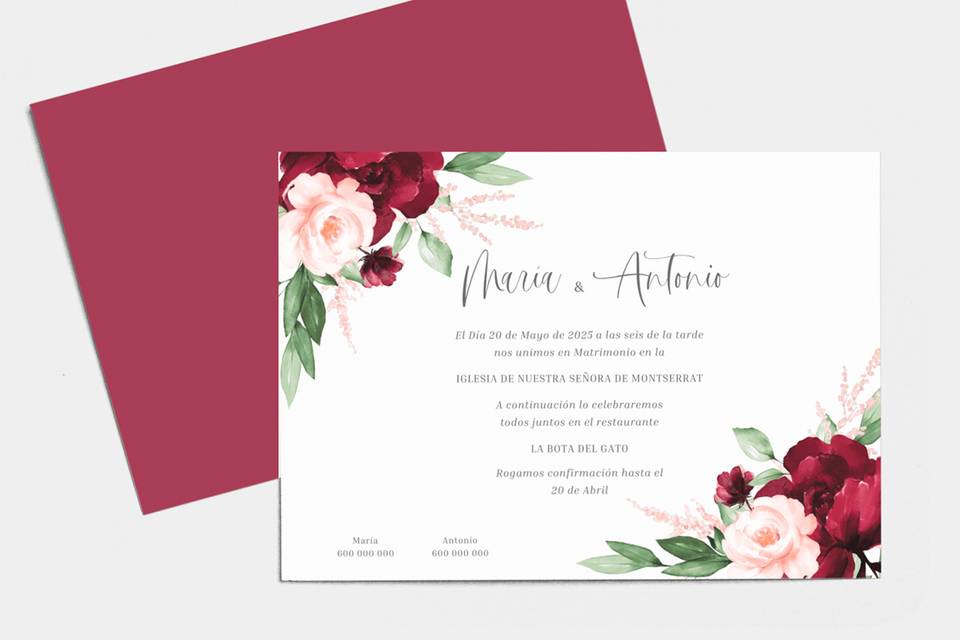 María & Antonio
El Día 20 de Mayo de 2025 a las seis de la tarde
nos unimos en Matrimonio en la
IGLESIA DE NUESTRA SEÑORA DE MONTSERRAT
A continuación lo celebraremos
todos juntos en el restaurante
LA BOTA DEL GATO
Rogamos confirmación hasta el
20 de Abril
María Antonio
600 000 000 600 000 000